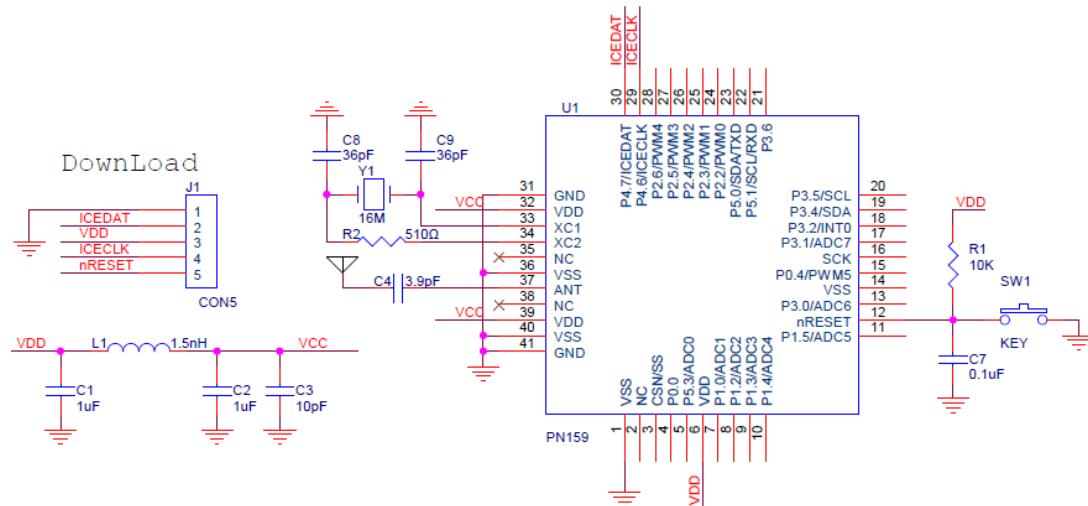 ICEDAT
ICECLK
30 29 28 27 26 25 24 23 22 21
U1
P4.7/ICEDAT
P4.6/ICECLK
P2.6/PWM4
P2.5/PWM3
P2.4/PWM2
P2.3/PWM1
P2.2/PWM0
P5.0/SDA/TXD
P5.1/SCL/RXD
P3.6
C8
36pF
C9
36pF
Y1
16M
R2 510Ω
C4 3.9pF
VCC
VCC
DownLoad
J1
1
ICEDAT 2
VDD 3
ICECLK 4
nRESET 5
CON5
VDD L1 1.5nH VCC
C1
1uF
C2
1uF
C3
10pF
31 GND
32 VDD
33 XC1
34 XC2
35 NC
36 VSS
37 ANT
38 NC
39 VDD
40 VSS
41 GND
P3.5/SCL 20
P3.4/SDA 19
P3.2/INT0 18
P3.1/ADC7 17
SCK 16
P0.4/PWM5 15
VSS 14
P3.0/ADC6 13
nRESET 12
P1.5/ADC5 11
VSS
NC
CSN/SS
P0.0
P5.3/ADC0
VDD
P1.0/ADC1
P1.2/ADC2
P1.3/ADC3
P1.4/ADC4
PN159
1 2 3 4 5 6 7 8 9 10
VDD
VDD
R1
10K
SW1
KEY
C7
0.1uF